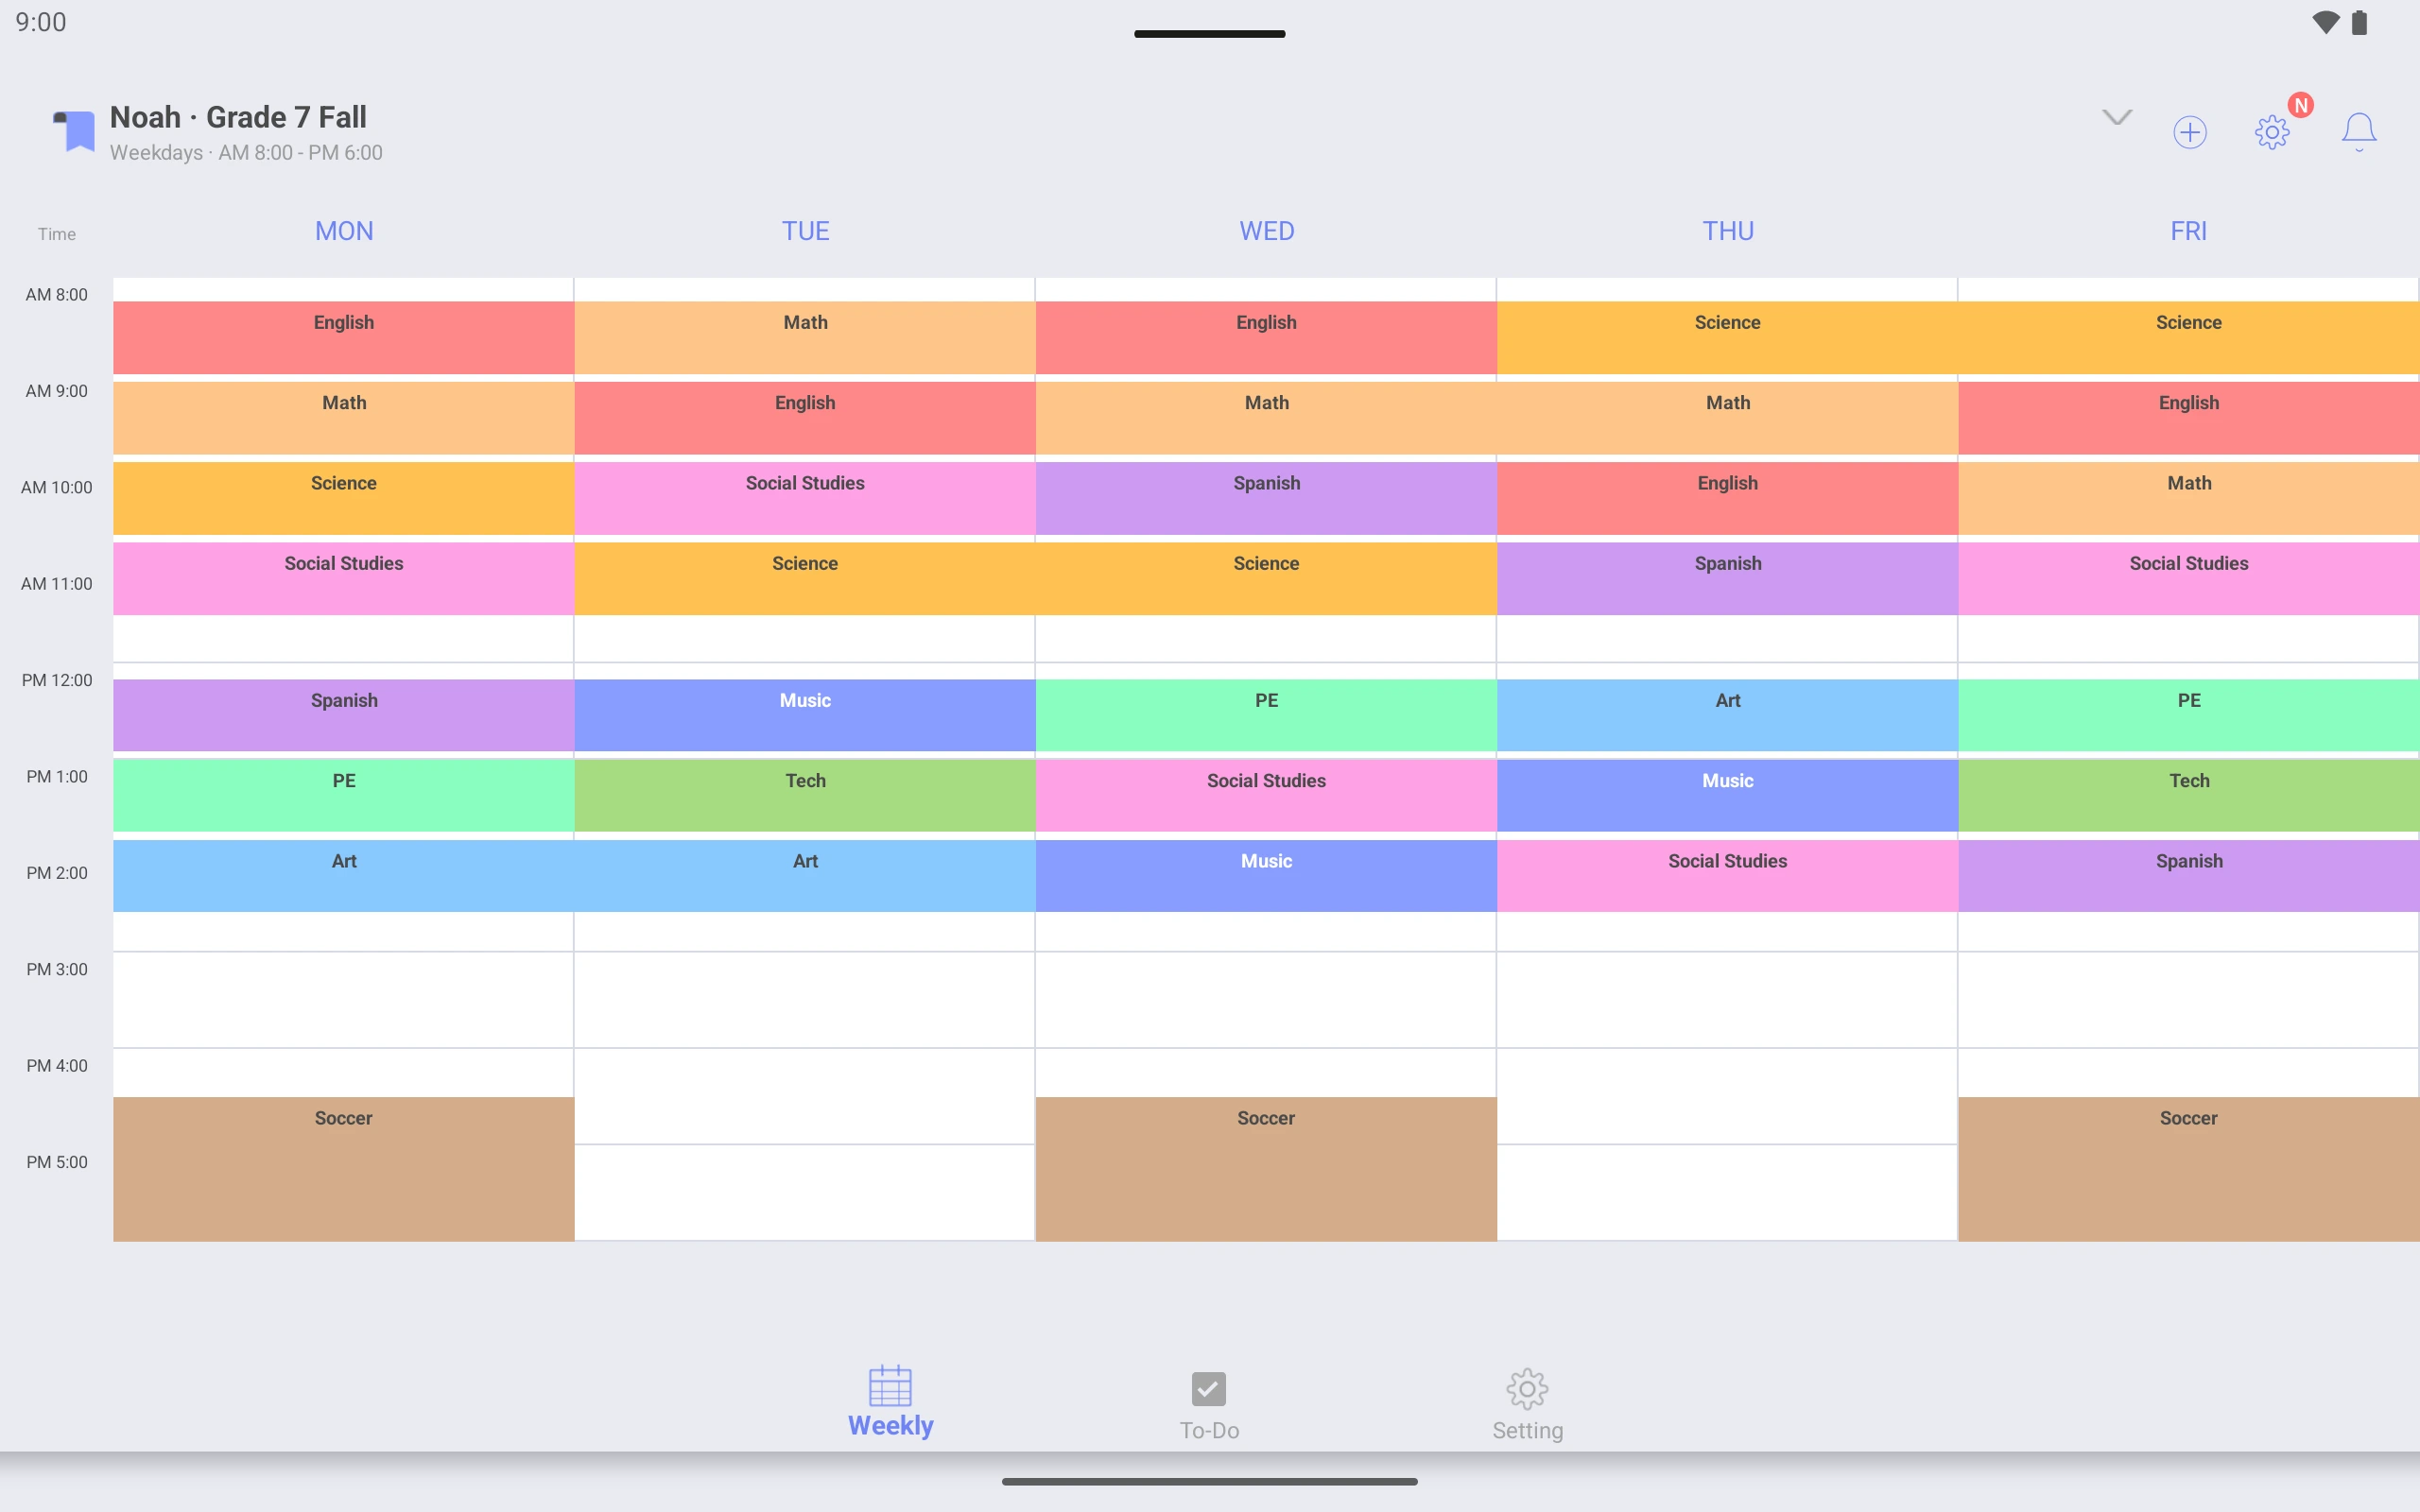 9:00
Noah · Grade 7 Fall
N
Weekdays · AM 8:00 - PM 6:00
Time MON TUE WED THU FRI
AM 8:00
English Math English Science Science
AM 9:00
Math English Math Math English
Science Social Studies Spanish English Math
AM 10:00
Social Studies Science Science Spanish Social Studies
AM 11:00
PM 12:00
Spanish Music PE Art PE
PM 1:00
PE Tech Social Studies Music Tech
Art Art Music Social Studies Spanish
PM 2:00
PM 3:00
PM 4:00
Soccer Soccer Soccer
PM 5:00
Weekly To-Do Setting